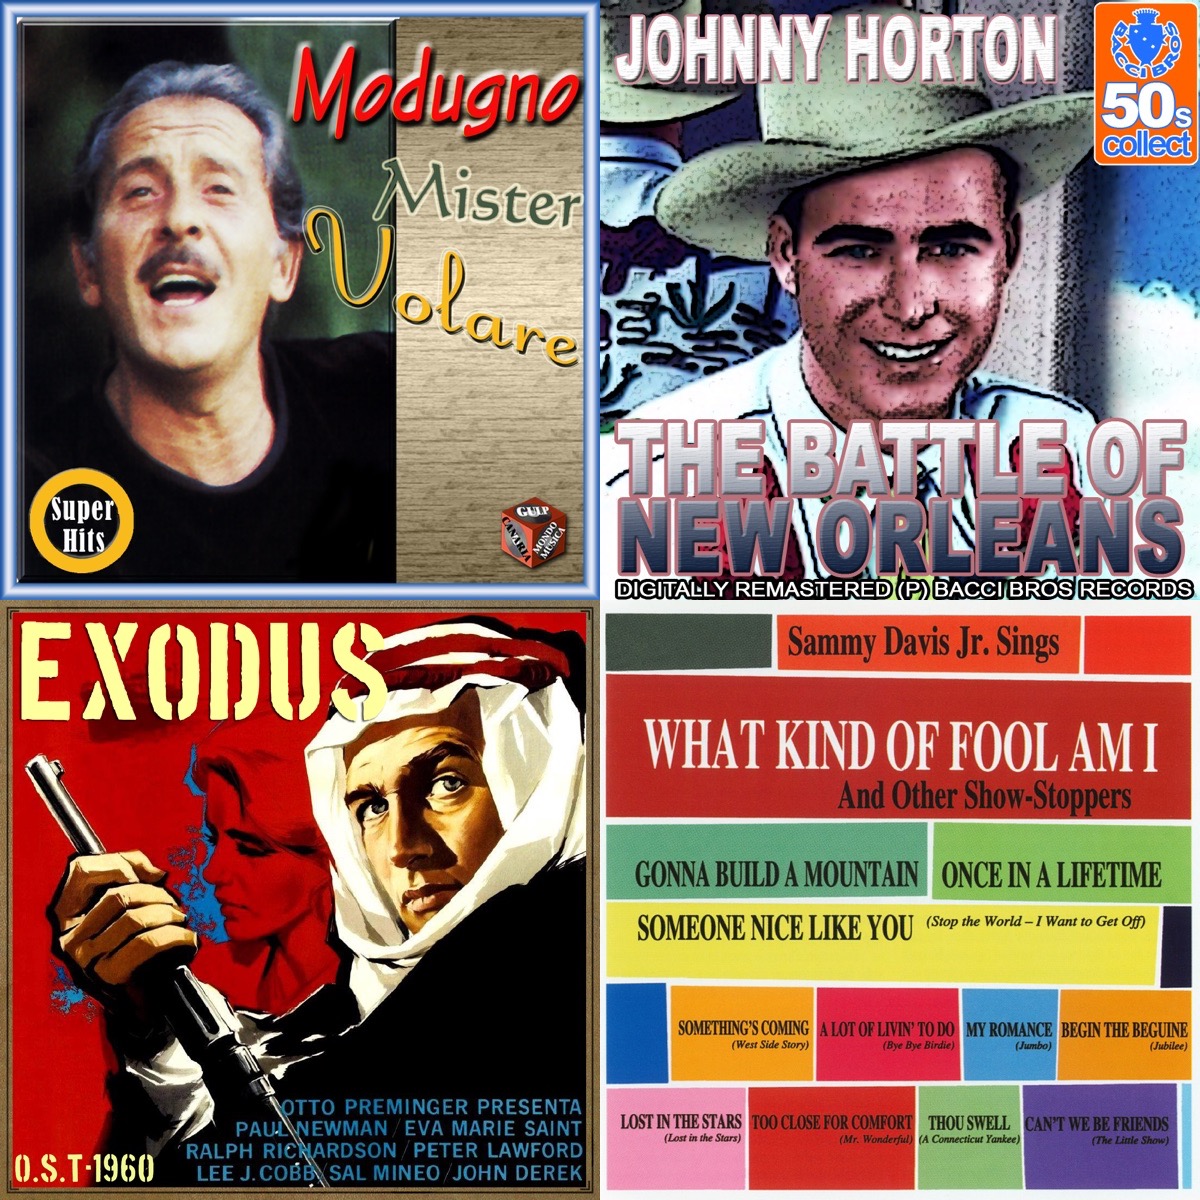 Modugno
Mister
Volare
Super
Hits
GULP
CANARIA
MONDO
MUSICA
JOHNNY HORTON
BACCI BROS
50s
collect
THE BATTLE OF
NEW ORLEANS
DIGITALLY REMASTERED (P) BACCI BROS RECORDS
EXODUS
OTTO PREMINGER PRESENTA
PAUL NEWMAN / EVA MARIE SAINT
RALPH RICHARDSON / PETER LAWFORD
LEE J. COBB / SAL MINEO / JOHN DEREK
O.S.T-1960
Sammy Davis Jr. Sings
WHAT KIND OF FOOL AM I
And Other Show-Stoppers
GONNA BUILD A MOUNTAIN
ONCE IN A LIFETIME
SOMEONE NICE LIKE YOU (Stop the World – I Want to Get Off)
SOMETHING'S COMING
(West Side Story)
A LOT OF LIVIN' TO DO
(Bye Bye Birdie)
MY ROMANCE
(Jumbo)
BEGIN THE BEGUINE
(Jubilee)
LOST IN THE STARS
(Lost in the Stars)
TOO CLOSE FOR COMFORT
(Mr. Wonderful)
THOU SWELL
(A Connecticut Yankee)
CAN'T WE BE FRIENDS
(The Little Show)